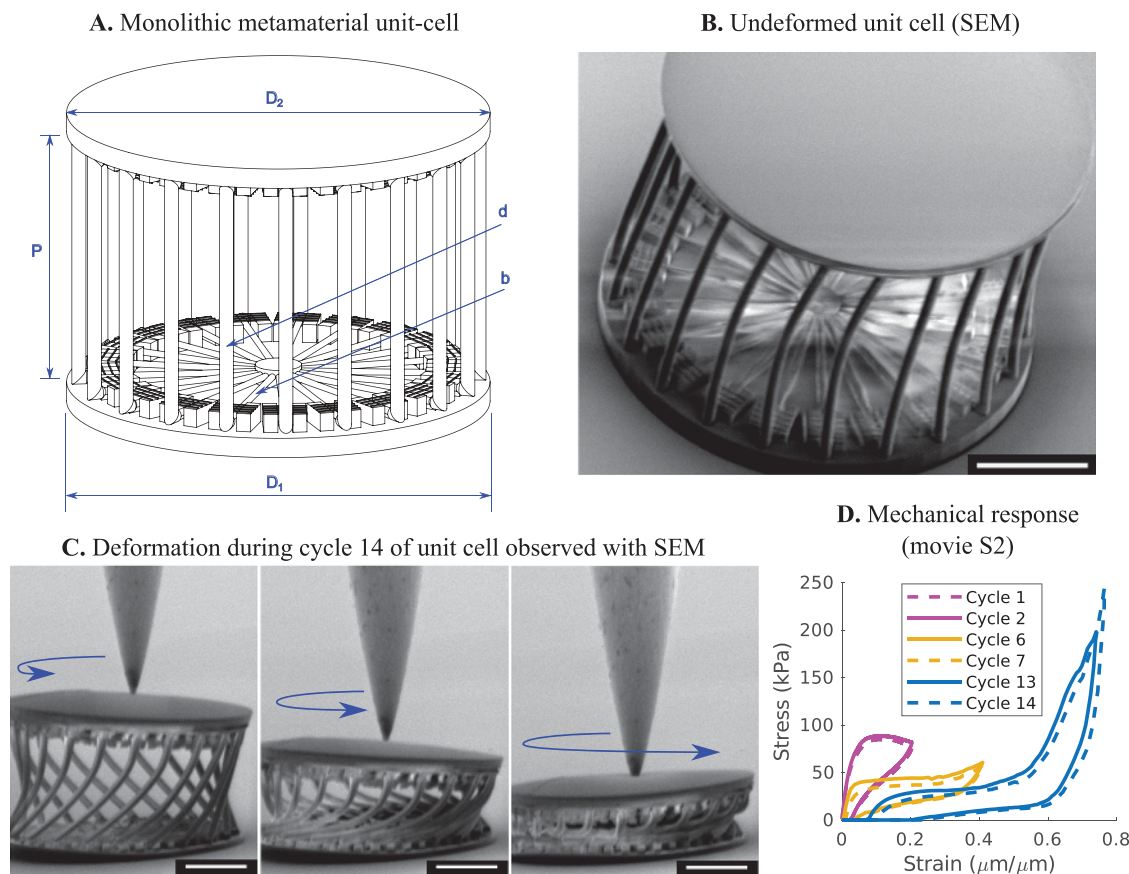 A. Monolithic metamaterial unit-cell
B. Undeformed unit cell (SEM)
D₂
P
d
b
D₁
C. Deformation during cycle 14 of unit cell observed with SEM
D. Mechanical response
(movie S2)
250
200
150
100
50
0
Stress (kPa)
Cycle 1
Cycle 2
Cycle 6
Cycle 7
Cycle 13
Cycle 14
0 0.2 0.4 0.6 0.8
Strain (μm/μm)